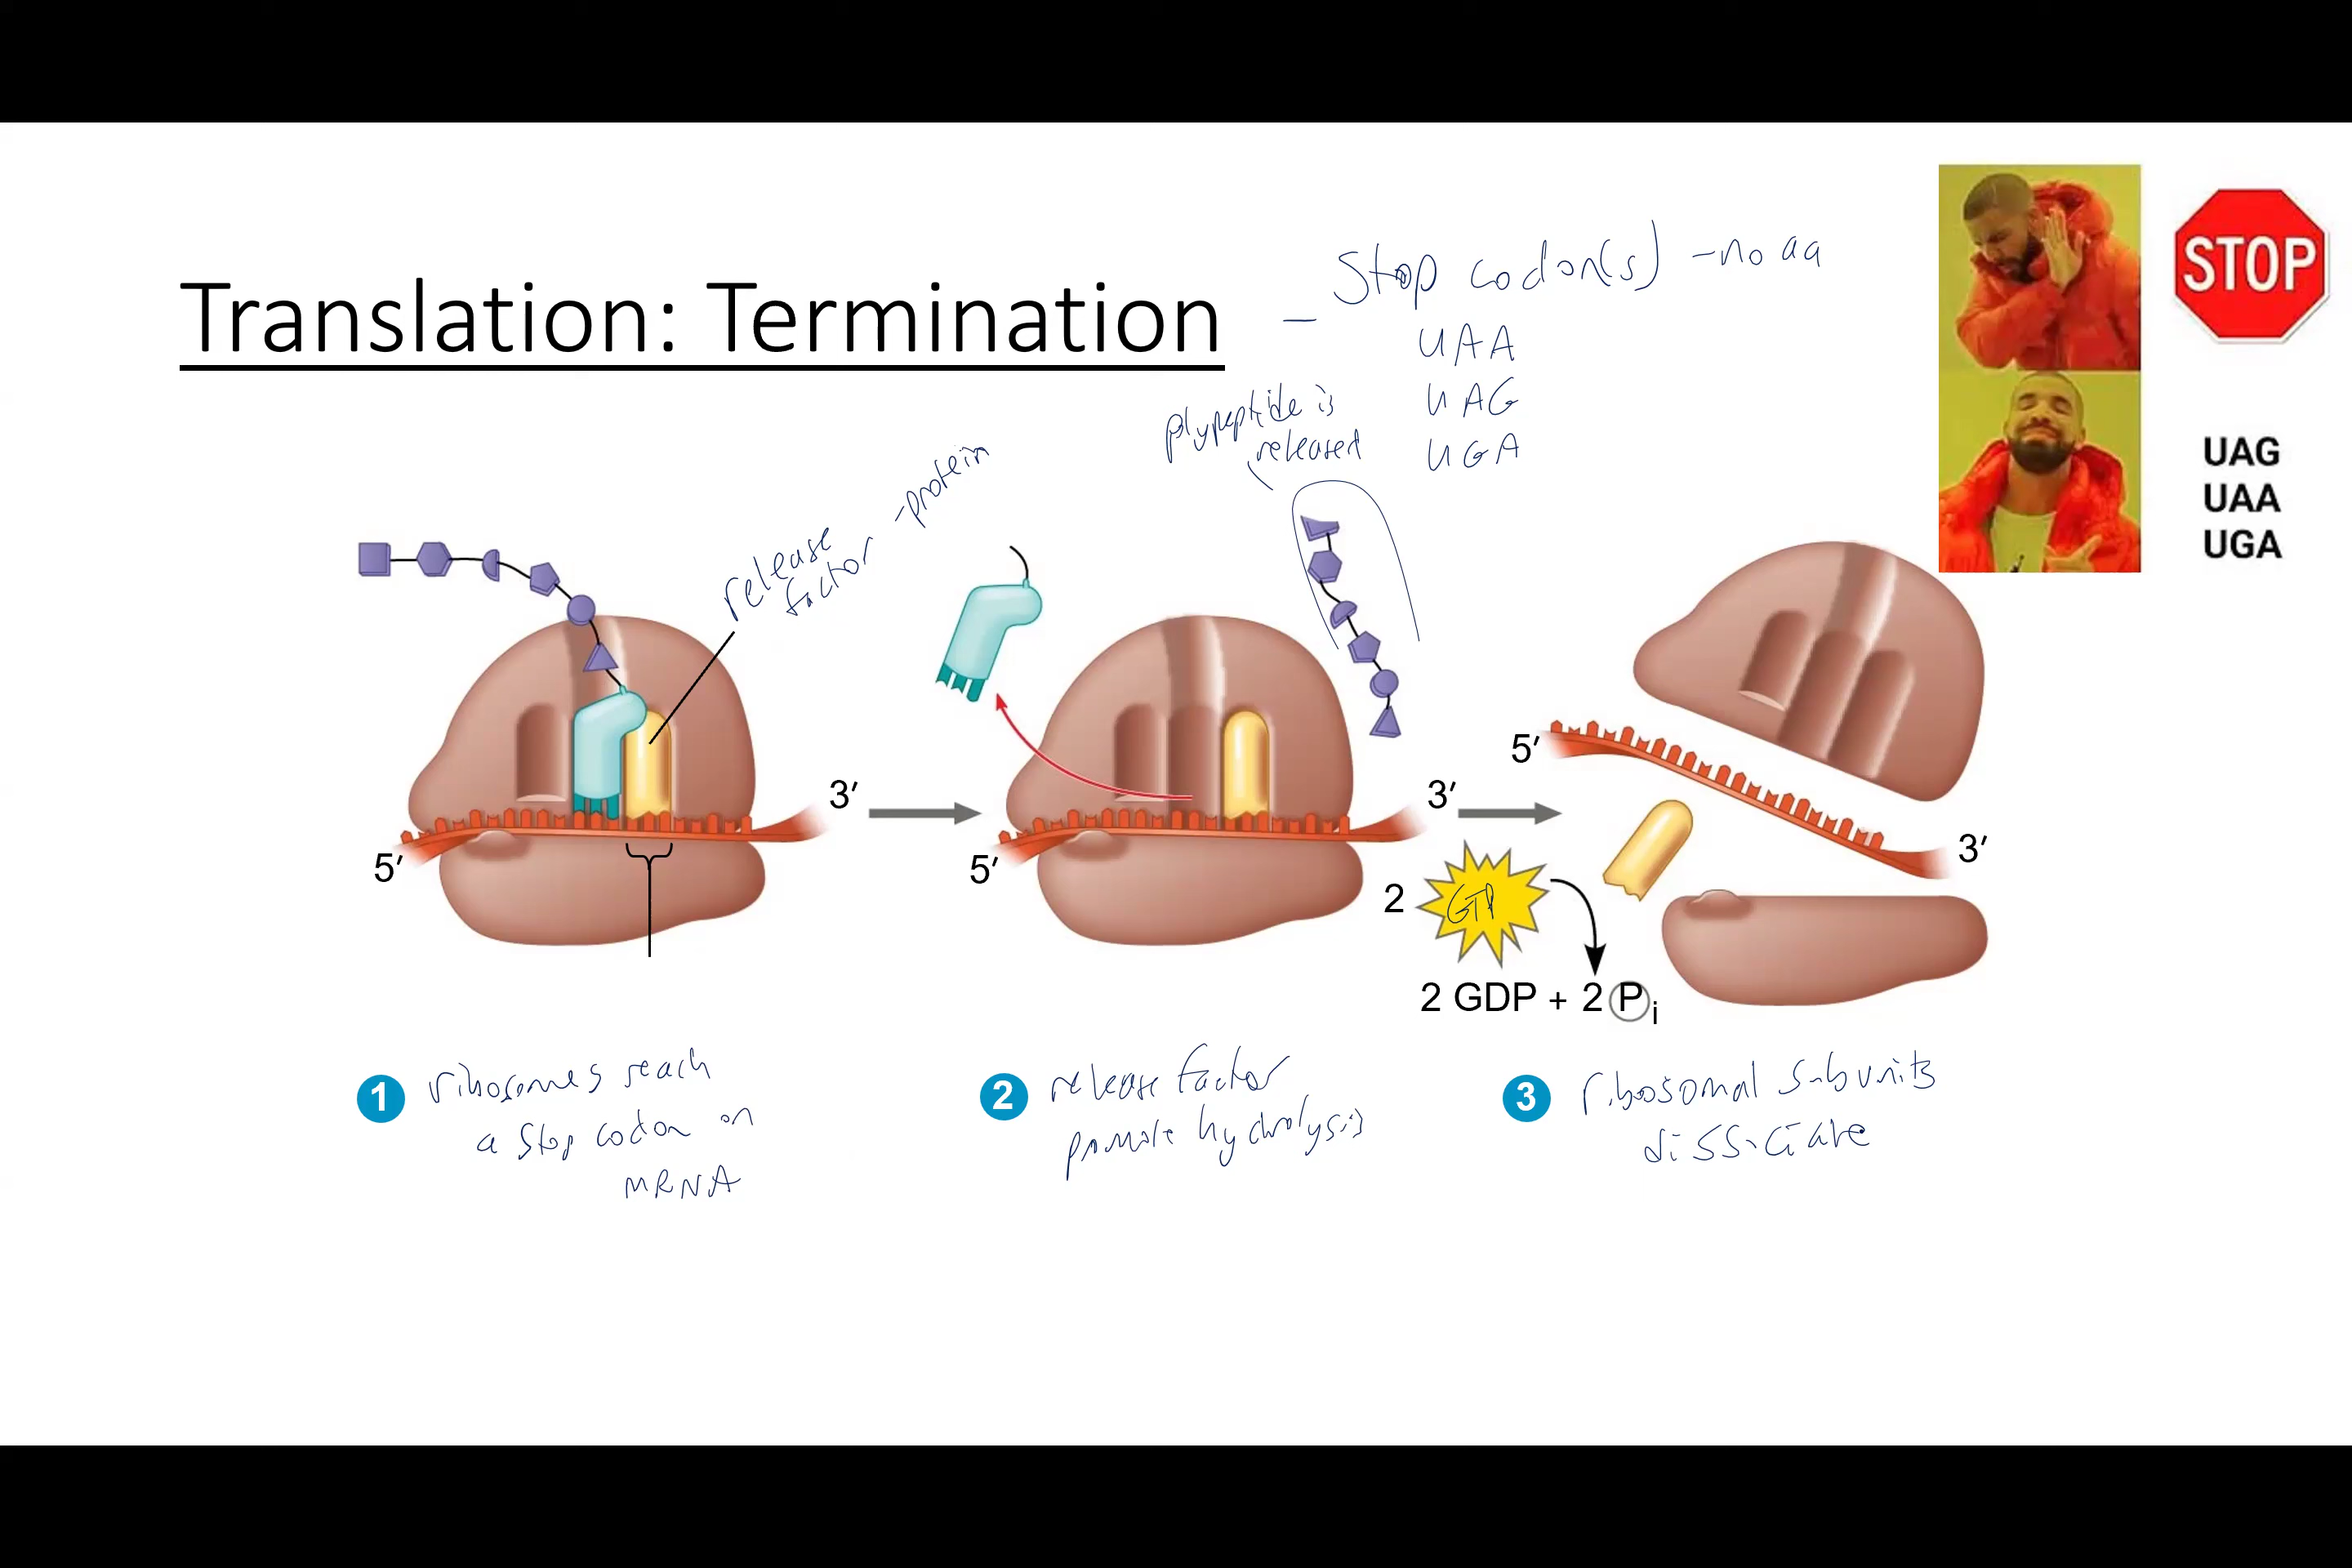 Translation: Termination
– Stop codon(s) – no aa
UAA
UAG
UGA
STOP
UAG
UAA
UGA
polypeptide is
released
release
factor – protein
3′
5′
3′
5′
2 GTP
2 GDP + 2 Pi
5′
3′
1 ribosomes reach
a stop codon on
mRNA
2 release factor
promote hydrolysis
3 ribosomal subunits
dissociate